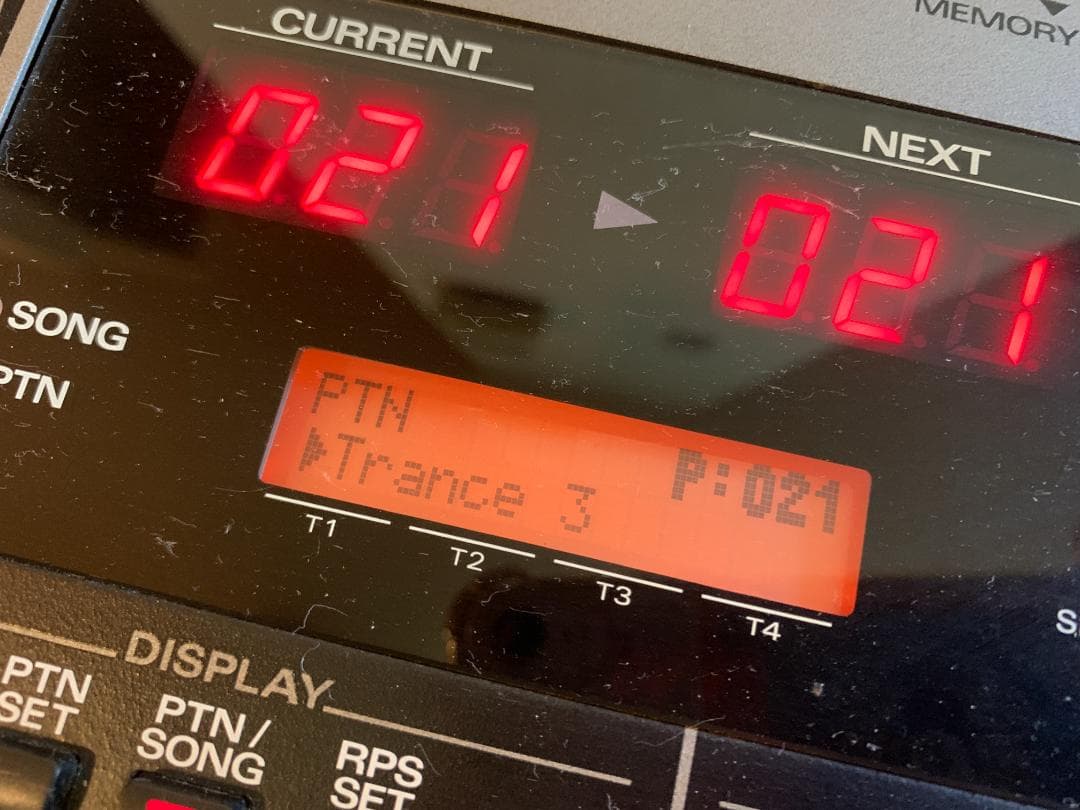 MEMORY
CURRENT
NEXT
021
021
SONG
PTN
PTN
P:021
Trance 3
T1
T2
T3
T4
DISPLAY
PTN
SET
PTN /
SONG
RPS
SET